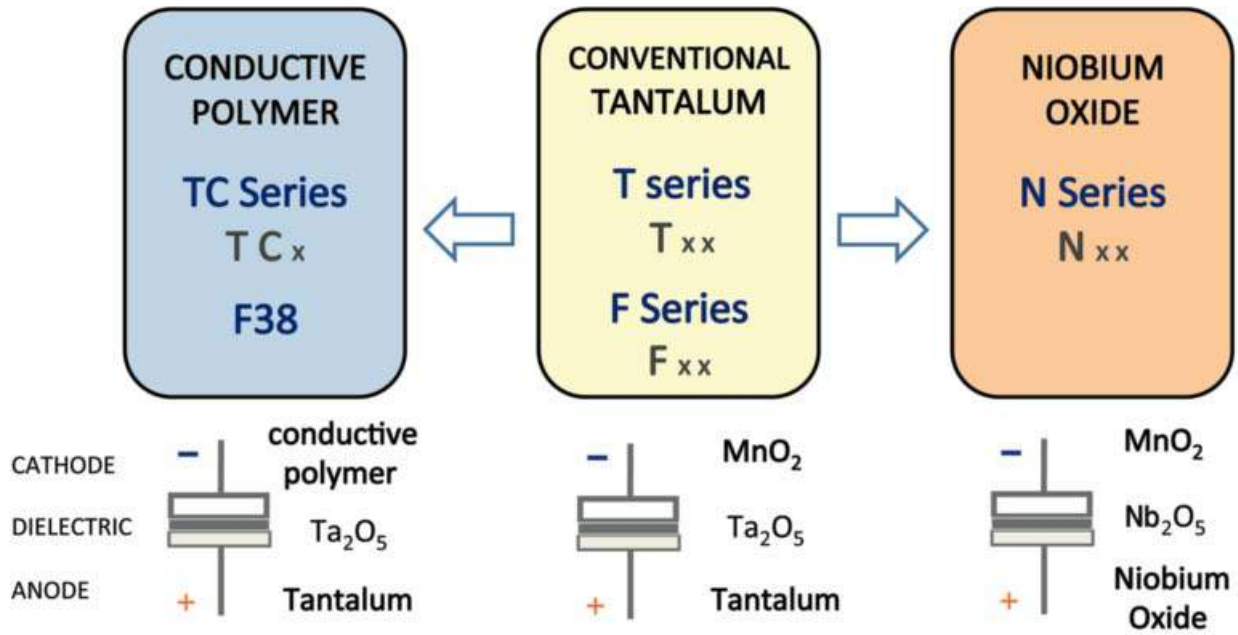 CONDUCTIVE
POLYMER
TC Series
T C x
F38
CONVENTIONAL
TANTALUM
T series
T x x
F Series
F x x
NIOBIUM
OXIDE
N Series
N x x
CATHODE
DIELECTRIC
ANODE
−
conductive
polymer
Ta₂O₅
+
Tantalum
−
MnO₂
Ta₂O₅
+
Tantalum
−
MnO₂
Nb₂O₅
+
Niobium
Oxide